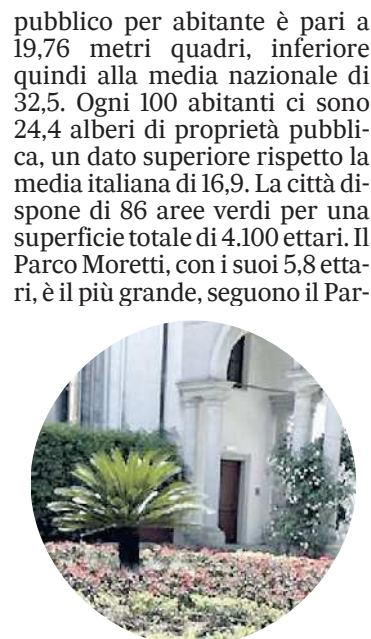 pubblico per abitante è pari a
19,76 metri quadri, inferiore
quindi alla media nazionale di
32,5. Ogni 100 abitanti ci sono
24,4 alberi di proprietà pubbli-
ca, un dato superiore rispetto la
media italiana di 16,9. La città di-
spone di 86 aree verdi per una
superficie totale di 4.100 ettari. Il
Parco Moretti, con i suoi 5,8 etta-
ri, è il più grande, seguono il Par-